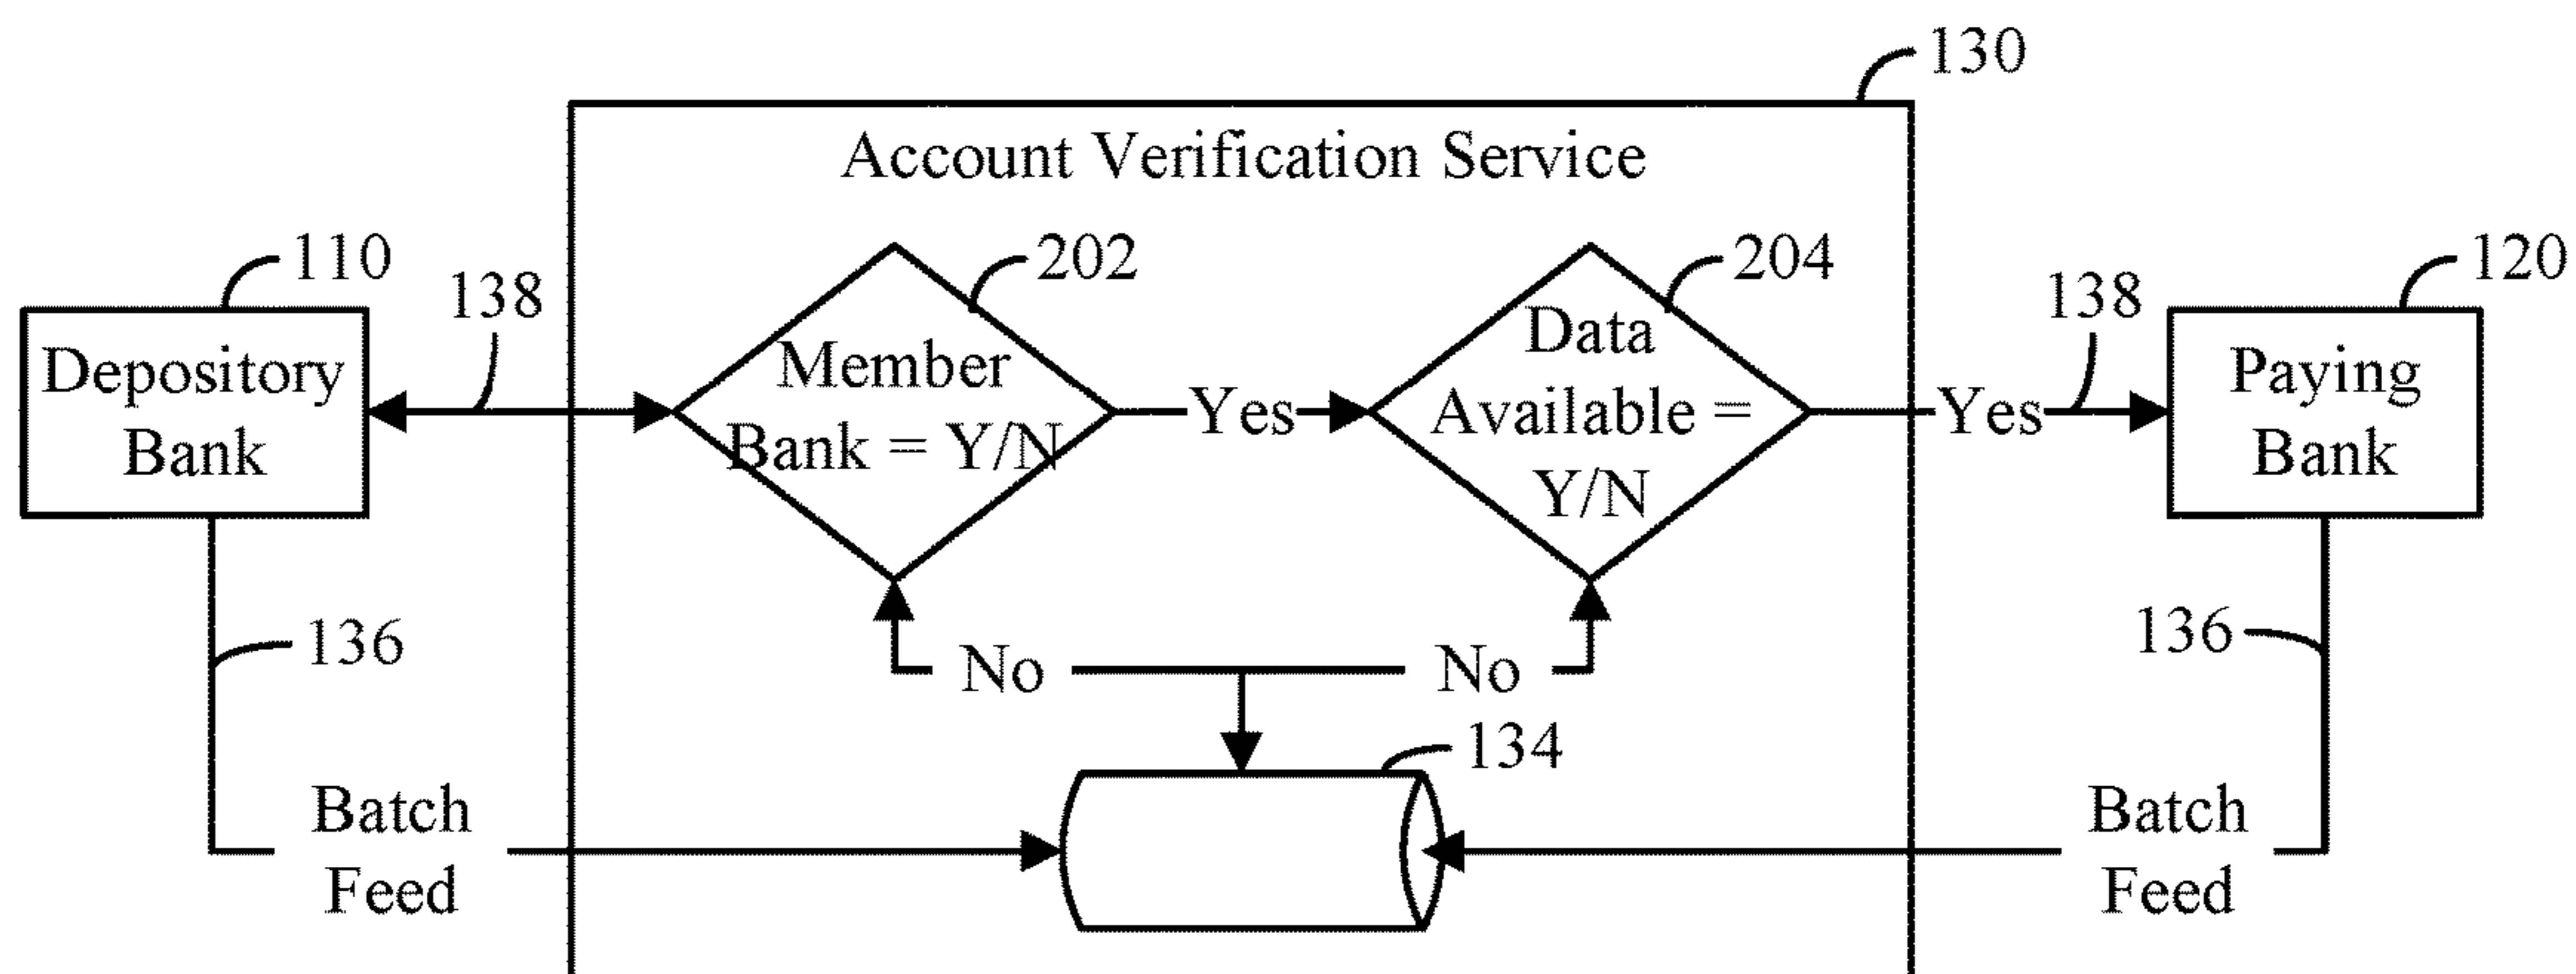 130
Account Verification Service
110
138
202
204
138
120
Depository
Bank
Member
Bank = Y/N
Yes
Data
Available =
Y/N
Yes
Paying
Bank
136
No
No
136
134
Batch
Feed
Batch
Feed